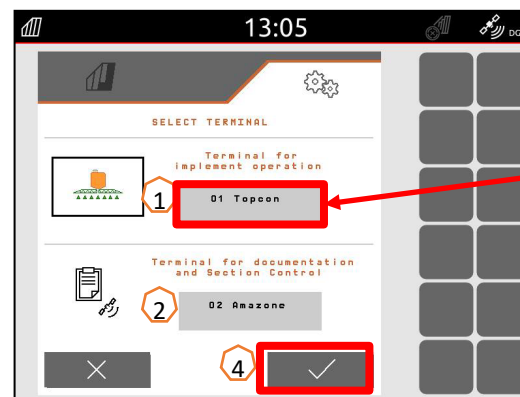 13:05
DG
SELECT TERMINAL
Terminal for
implement operation
1
01 Topcon
Terminal for documentation
and Section Control
2
02 Amazone
4